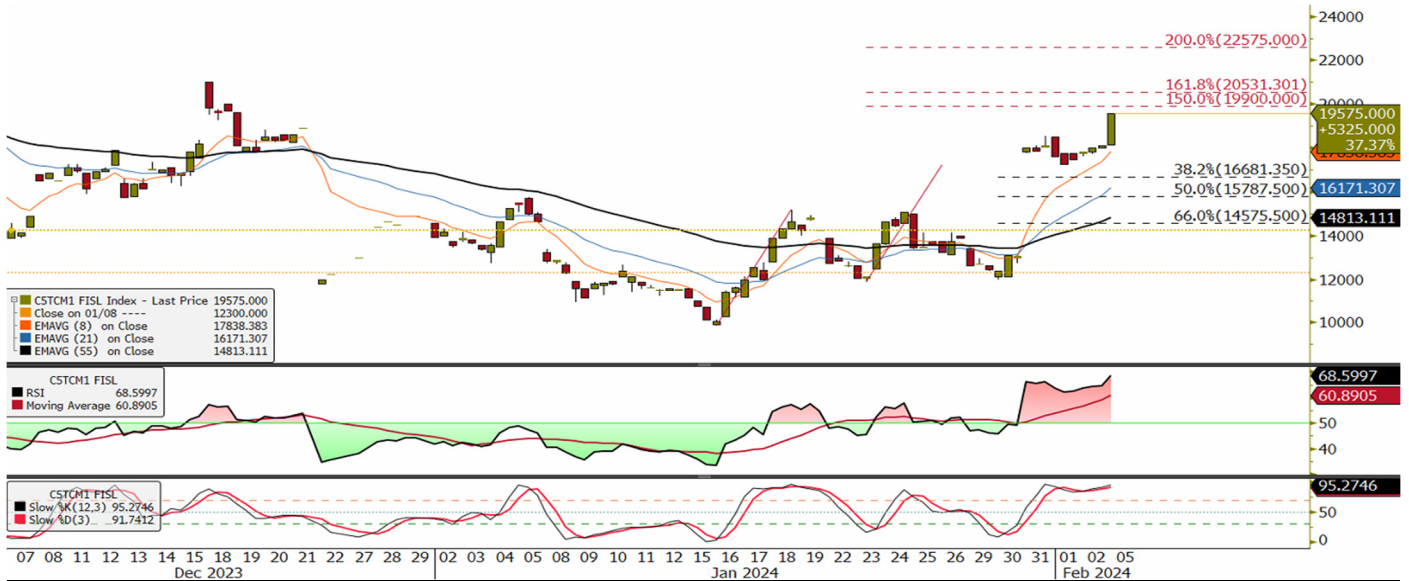 24000
200.0%(22575.000)
22000
161.8%(20531.301)
150.0%(19900.000)
20000
19575.000
+5325.000
37.37%
38.2%(16681.350)
50.0%(15787.500)
16171.307
66.0%(14575.500)
14813.111
14000
12000
10000
C5TCM1 FISL Index - Last Price 19575.000
Close on 01/08 ---- 12300.000
EMAVG (8) on Close 17838.383
EMAVG (21) on Close 16171.307
EMAVG (55) on Close 14813.111
C5TCM1 FISL
RSI 68.5997
Moving Average 60.8905
68.5997
60.8905
50
40
C5TCM1 FISL
Slow %K(12,3) 95.2746
Slow %D(3) 91.7412
95.2746
50
0
07 08 11 12 13 14 15 18 19 20 21 22 27 28 29 02 03 04 05 08 09 10 11 12 15 16 17 18 19 22 23 24 25 26 29 30 31 01 02 05
Dec 2023 Jan 2024 Feb 2024